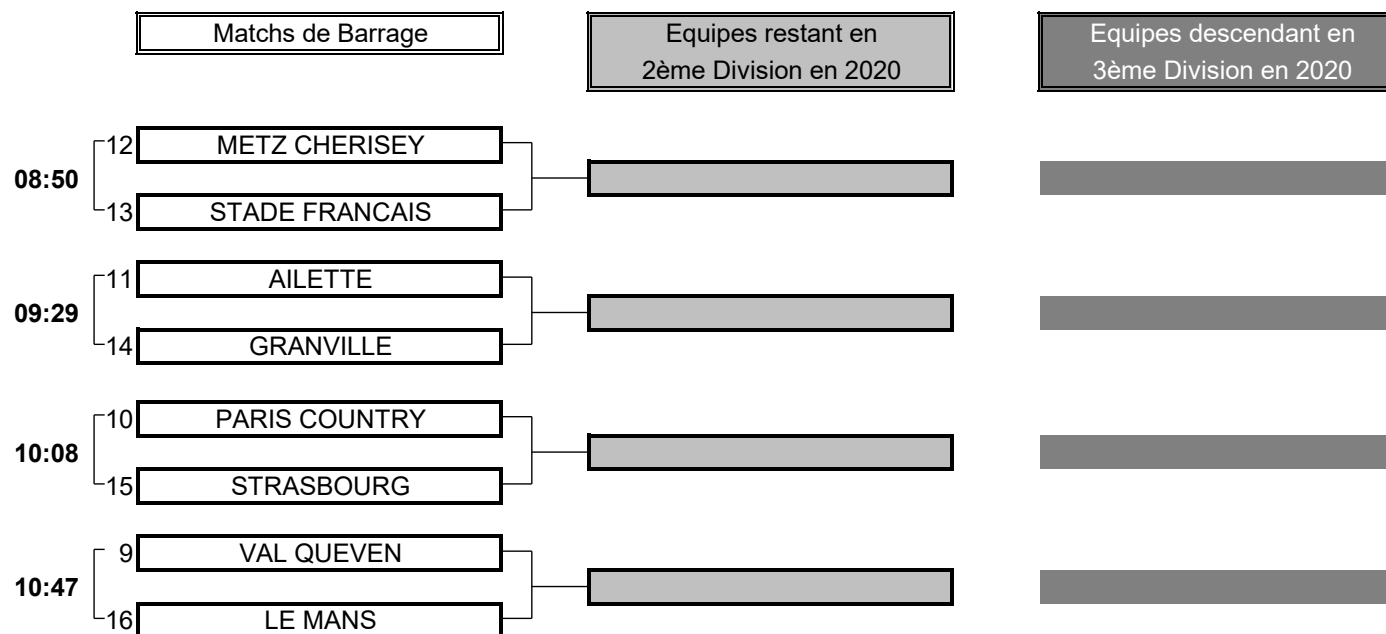 Matchs de Barrage
Equipes restant en
2ème Division en 2020
Equipes descendant en
3ème Division en 2020
12 METZ CHERISEY
08:50
13 STADE FRANCAIS
11 AILETTE
09:29
14 GRANVILLE
10 PARIS COUNTRY
10:08
15 STRASBOURG
9 VAL QUEVEN
10:47
16 LE MANS